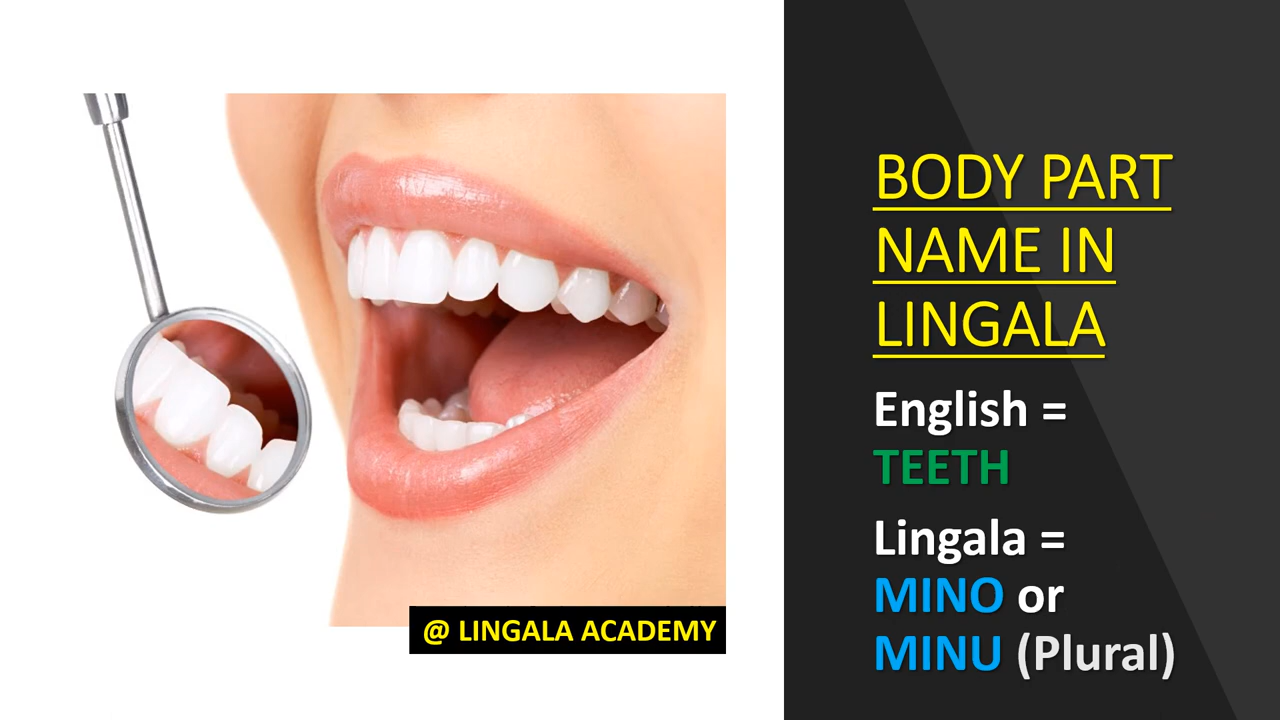 BODY PART
NAME IN
LINGALA
English =
TEETH
Lingala =
MINO or
MINU (Plural)
@ LINGALA ACADEMY